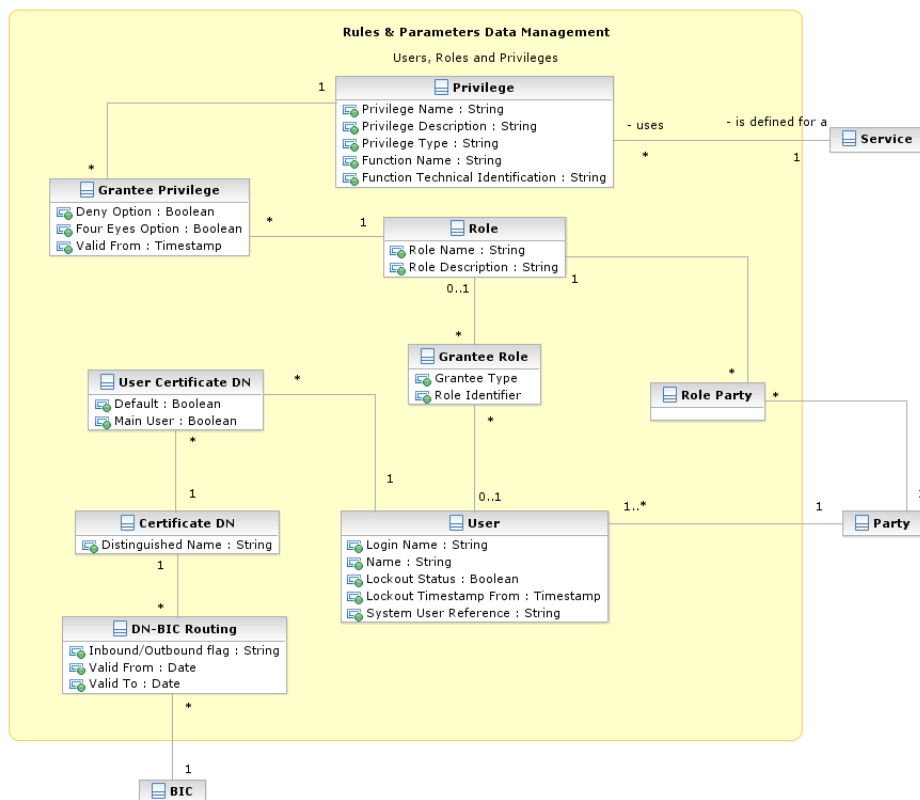 Rules & Parameters Data Management
Users, Roles and Privileges
Privilege
Privilege Name : String
Privilege Description : String
Privilege Type : String
Function Name : String
Function Technical Identification : String
1
*
- uses
*
- is defined for a
1
Service
Grantee Privilege
Deny Option : Boolean
Four Eyes Option : Boolean
Valid From : Timestamp
*
1
Role
Role Name : String
Role Description : String
0..1
1
*
*
Grantee Role
Grantee Type
Role Identifier
*
0..1
Role Party
*
User Certificate DN
Default : Boolean
Main User : Boolean
*
1
*
1
Certificate DN
Distinguished Name : String
1
*
User
Login Name : String
Name : String
Lockout Status : Boolean
Lockout Timestamp From : Timestamp
System User Reference : String
1..*
1
Party
DN-BIC Routing
Inbound/Outbound flag : String
Valid From : Date
Valid To : Date
*
1
BIC